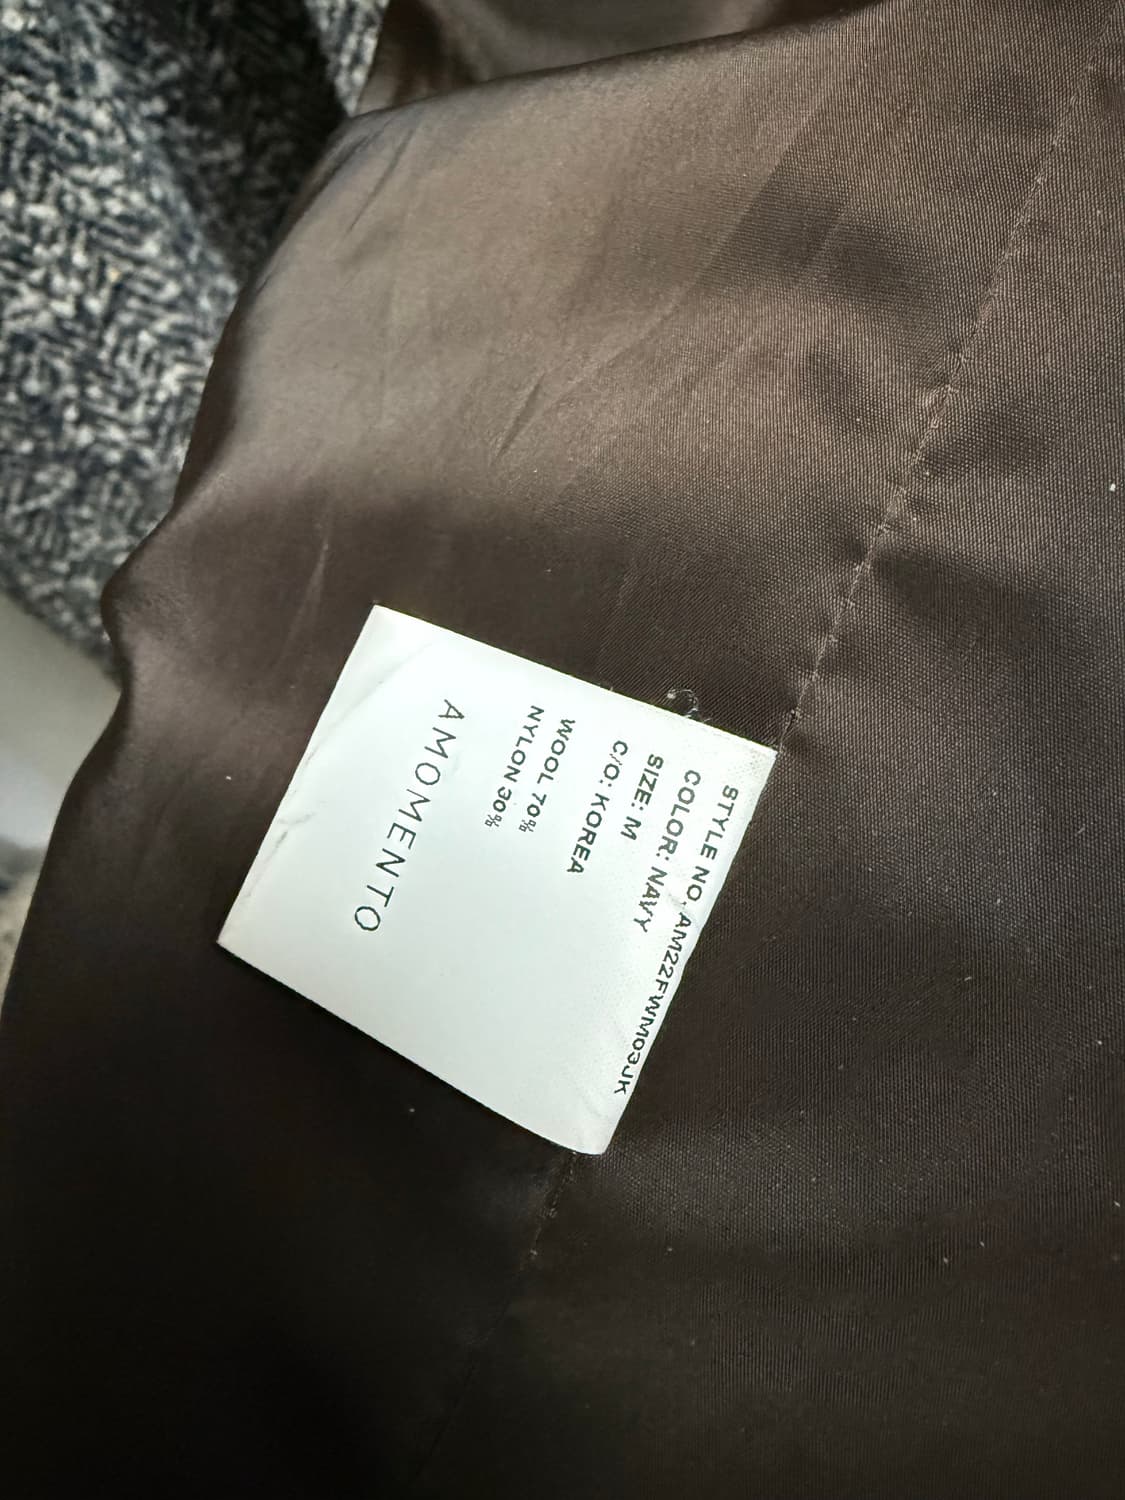 STYLE NO. AM22FWM03JK
COLOR: NAVY
SIZE: M
C/O: KOREA
WOOL 70%
NYLON 30%
AMOMENTO